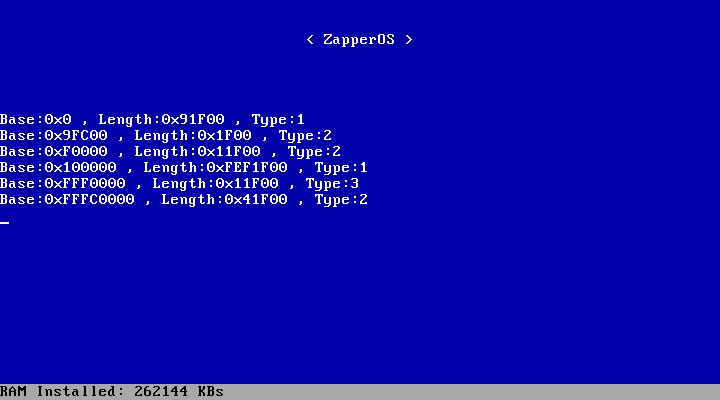 < ZapperOS >
Base:0x0 , Length:0x91F00 , Type:1
Base:0x9FC00 , Length:0x1F00 , Type:2
Base:0xF0000 , Length:0x11F00 , Type:2
Base:0x100000 , Length:0xFEF1F00 , Type:1
Base:0xFFF0000 , Length:0x11F00 , Type:3
Base:0xFFFC0000 , Length:0x41F00 , Type:2
RAM Installed: 262144 KBs